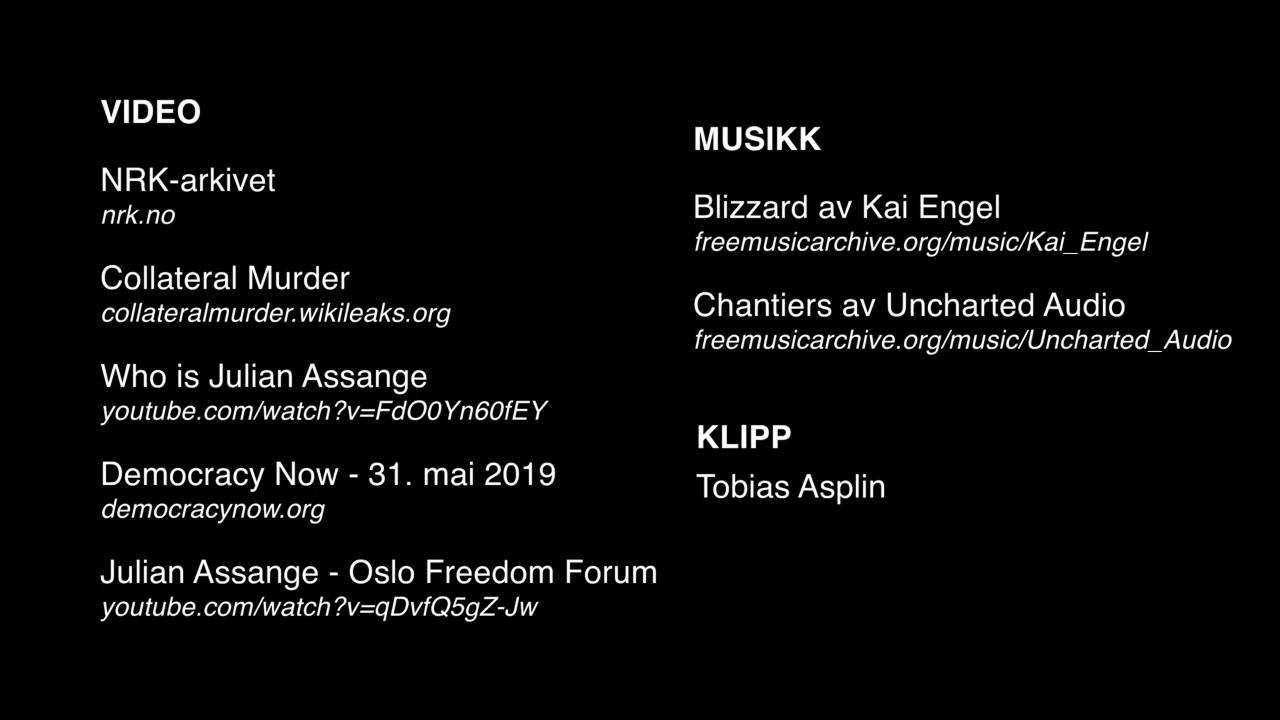 VIDEO
NRK-arkivet
nrk.no
Collateral Murder
collateralmurder.wikileaks.org
Who is Julian Assange
youtube.com/watch?v=FdO0Yn60fEY
Democracy Now - 31. mai 2019
democracynow.org
Julian Assange - Oslo Freedom Forum
youtube.com/watch?v=qDvfQ5gZ-Jw
MUSIKK
Blizzard av Kai Engel
freemusicarchive.org/music/Kai_Engel
Chantiers av Uncharted Audio
freemusicarchive.org/music/Uncharted_Audio
KLIPP
Tobias Asplin